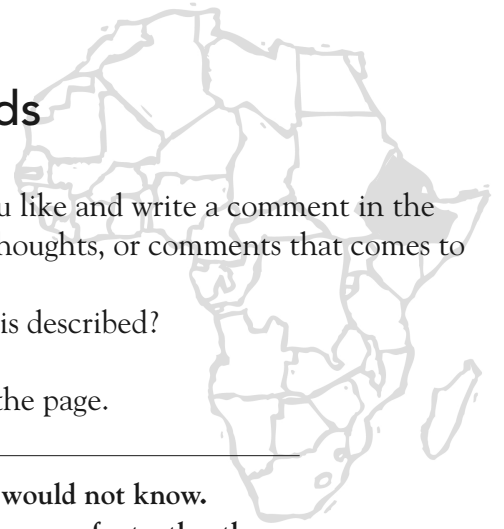 ds
u like and write a comment in the
houghts, or comments that comes to
is described?
the page.
would not know.